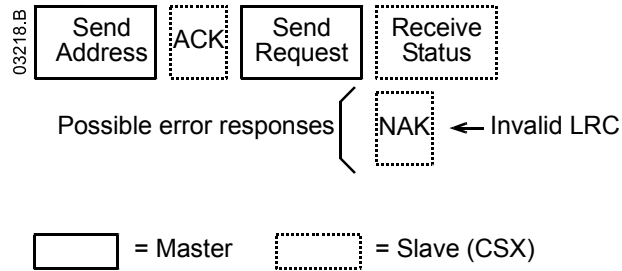 03218.B
Send Address
ACK
Send Request
Receive Status
Possible error responses
NAK
Invalid LRC
= Master
= Slave (CSX)